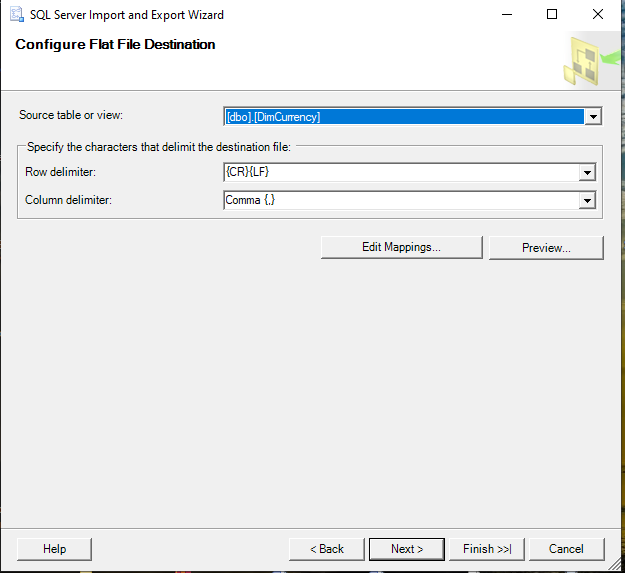 SQL Server Import and Export Wizard
Configure Flat File Destination
Source table or view: [dbo].[DimCurrency]
Specify the characters that delimit the destination file:
Row delimiter: {CR}{LF}
Column delimiter: Comma {,}
Edit Mappings... Preview...
Help < Back Next > Finish >>| Cancel